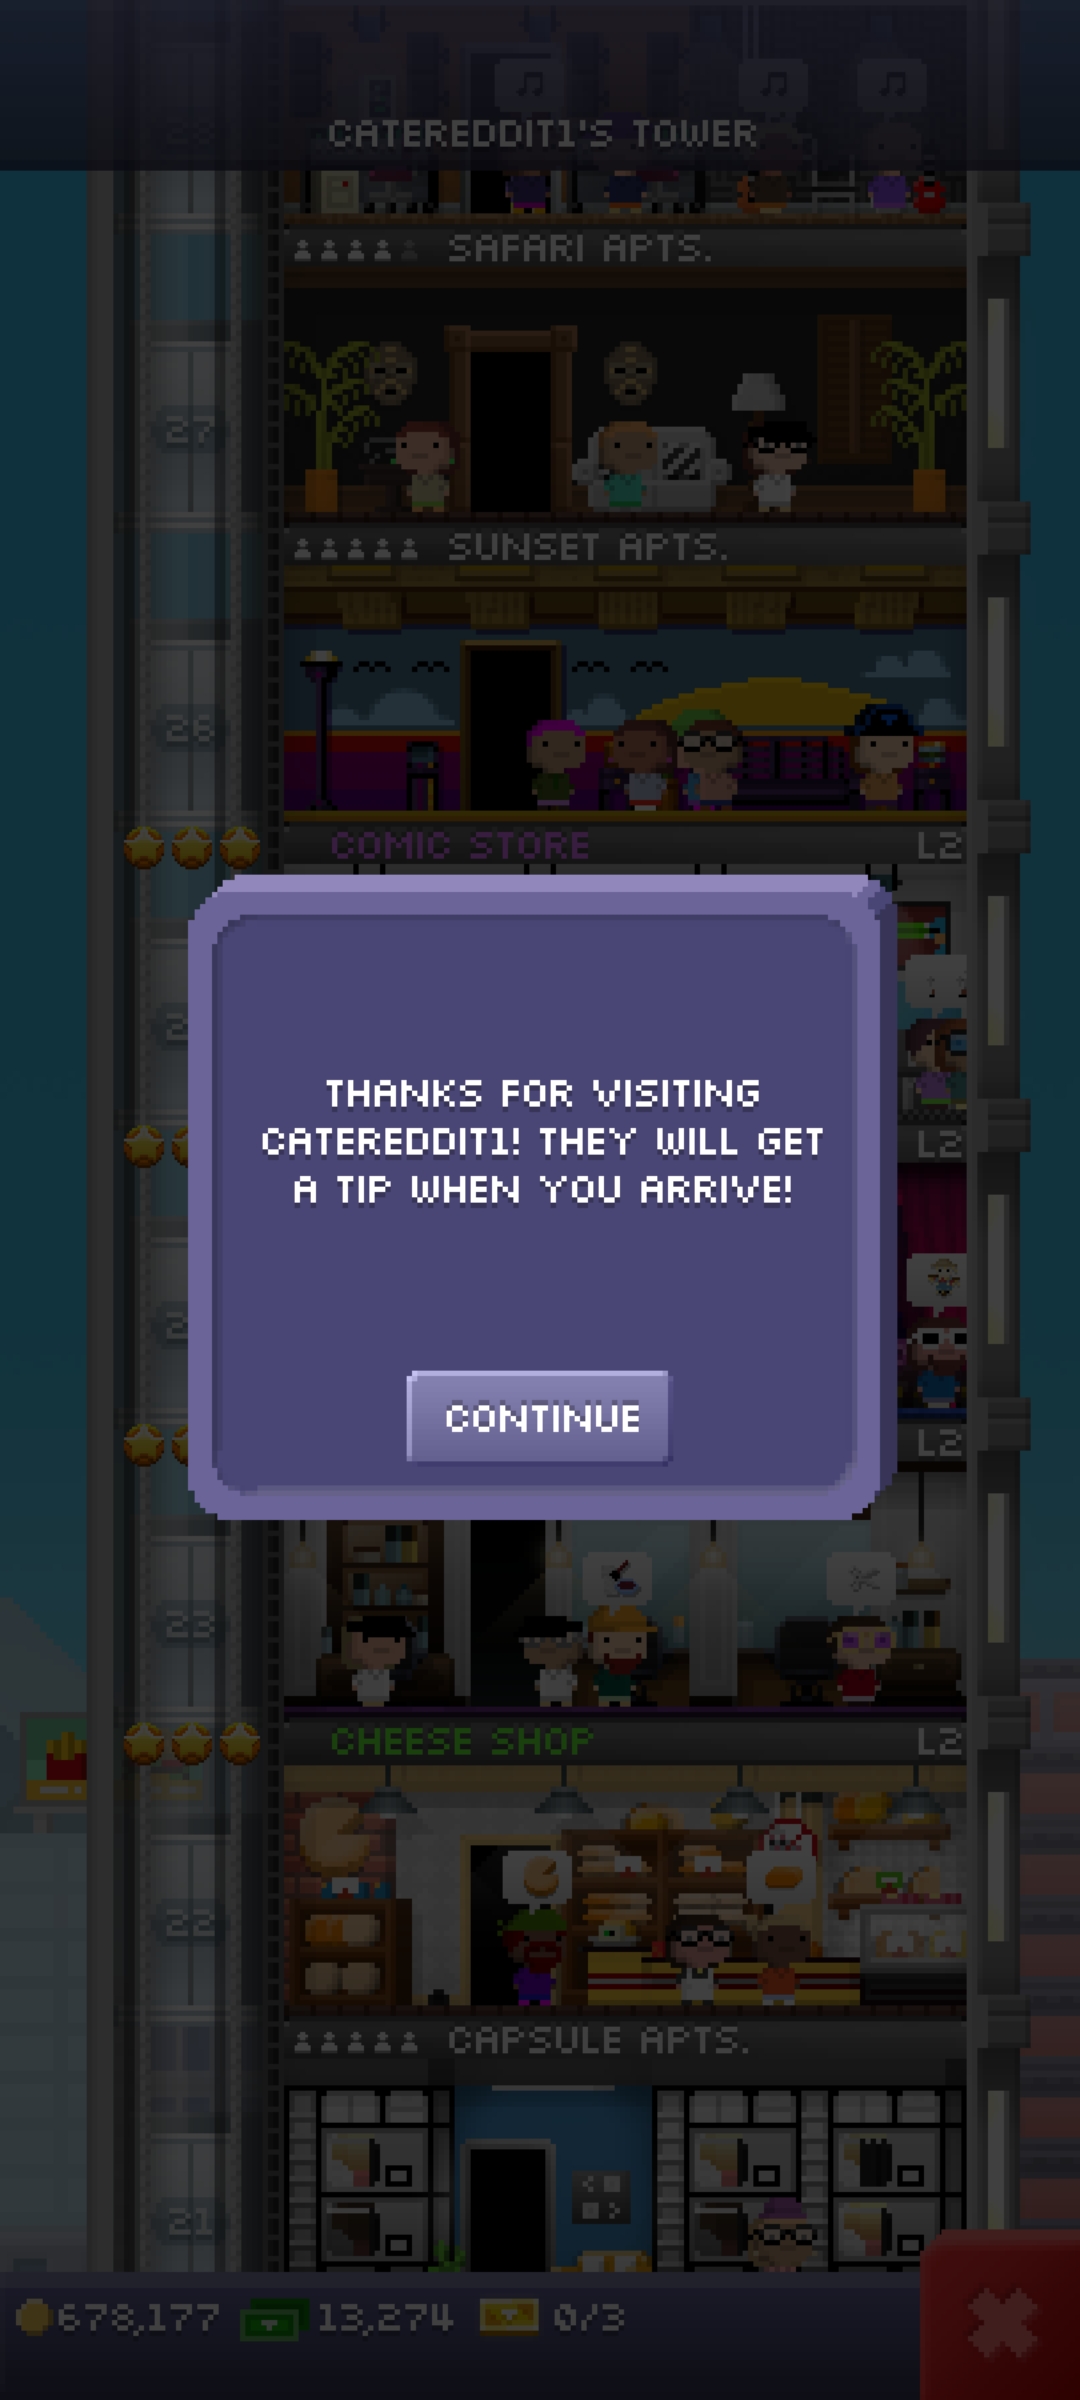 CATEREDDIT1'S TOWER
SAFARI APTS.
27
SUNSET APTS.
26
COMIC STORE L2
THANKS FOR VISITING
CATEREDDIT1! THEY WILL GET
A TIP WHEN YOU ARRIVE!
L2
CONTINUE
L2
23
CHEESE SHOP L2
22
CAPSULE APTS.
21
678,177 13,274 0/3